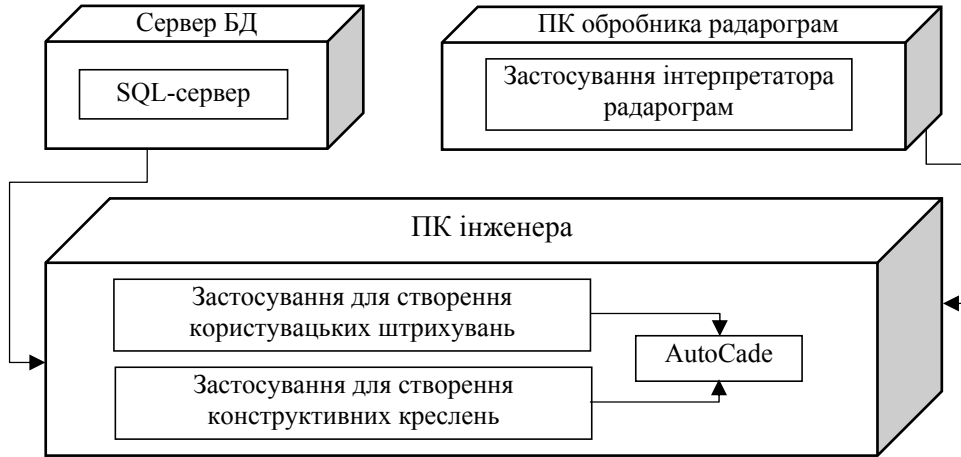 Сервер БД
SQL-сервер
ПК обробника радарограм
Застосування інтерпретатора
радарограм
ПК інженера
Застосування для створення
користувацьких штрихувань
AutoCade
Застосування для створення
конструктивних креслень